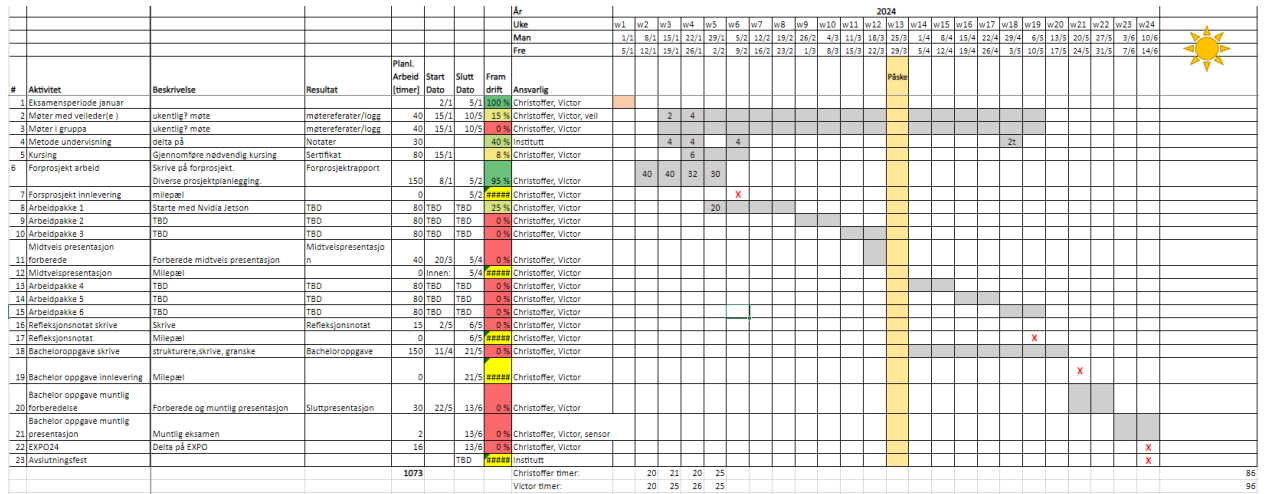 År 2024
Uke w1 w2 w3 w4 w5 w6 w7 w8 w9 w10 w11 w12 w13 w14 w15 w16 w17 w18 w19 w20 w21 w22 w23 w24
Man 1/1 8/1 15/1 22/1 29/1 5/2 12/2 19/2 26/2 4/3 11/3 18/3 25/3 1/4 8/4 15/4 22/4 29/4 6/5 13/5 20/5 27/5 3/6 10/6
Fre 5/1 12/1 19/1 26/1 2/2 9/2 16/2 23/2 1/3 8/3 15/3 22/3 29/3 5/4 12/4 19/4 26/4 3/5 10/5 17/5 24/5 31/5 7/6 14/6
Planl.
Arbeid Start Slutt Fram Påske
# Aktivitet Beskrivelse Resultat [timer] Dato Dato drift Ansvarlig
1 Eksamensperiode januar 2/1 5/1 100 % Christoffer, Victor
2 Møter med veileder(e ) ukentlig? møte møtereferater/logg 40 15/1 10/5 15 % Christoffer, Victor, veil 2 4
3 Møter i gruppa ukentlig? møte møtereferater/logg 40 15/1 10/5 0 % Christoffer, Victor
4 Metode undervisning delta på Notater 30 40 % Institutt 4 4 4 2t
5 Kursing Gjennomføre nødvendig kursing Sertifikat 80 15/1 8 % Christoffer, Victor 6
6 Forprosjekt arbeid Skrive på forprosjekt. Forprosjektrapport 40 40 32 30
Diverse prosjektplanlegging. 150 8/1 5/2 95 % Christoffer, Victor
7 Forsprosjekt innlevering milepæl 0 5/2 ##### Christoffer, Victor X
8 Arbeidpakke 1 Starte med Nvidia Jetson TBD 80 TBD TBD 25 % Christoffer, Victor 20
9 Arbeidpakke 2 TBD TBD 80 TBD TBD 0 % Christoffer, Victor
10 Arbeidpakke 3 TBD TBD 80 TBD TBD 0 % Christoffer, Victor
Midtveis presentasjon Midtveispresentasjo
11 forberede Forberede midtveis presentasjon n 40 20/3 5/4 0 % Christoffer, Victor
12 Midtveispresentasjon Milepæl 0 Innen: 5/4 ##### Christoffer, Victor
13 Arbeidpakke 4 TBD TBD 80 TBD TBD 0 % Christoffer, Victor
14 Arbeidpakke 5 TBD TBD 80 TBD TBD 0 % Christoffer, Victor
15 Arbeidpakke 6 TBD TBD 80 TBD TBD 0 % Christoffer, Victor
16 Refleksjonsnotat skrive Skrive Refleksjonsnotat 15 2/5 6/5 0 % Christoffer, Victor
17 Refleksjonsnotat Milepæl 0 6/5 ##### Christoffer, Victor X
18 Bacheloroppgave skrive strukturere,skrive, granske Bacheloroppgave 150 11/4 21/5 0 % Christoffer, Victor
19 Bachelor oppgave innlevering Milepæl 0 21/5 ##### Christoffer, Victor X
Bachelor oppgave muntlig
20 forberedelse Forberede og muntlig presentasjon Sluttpresentasjon 30 22/5 13/6 0 % Christoffer, Victor
Bachelor oppgave muntlig
21 presentasjon Muntlig eksamen 2 13/6 0 % Christoffer, Victor, sensor
22 EXPO24 Delta på EXPO 16 13/6 0 % Christoffer, Victor X
23 Avslutningsfest TBD ##### Institutt X
1073 Christoffer timer: 20 21 20 25 86
Victor timer: 20 25 26 25 96